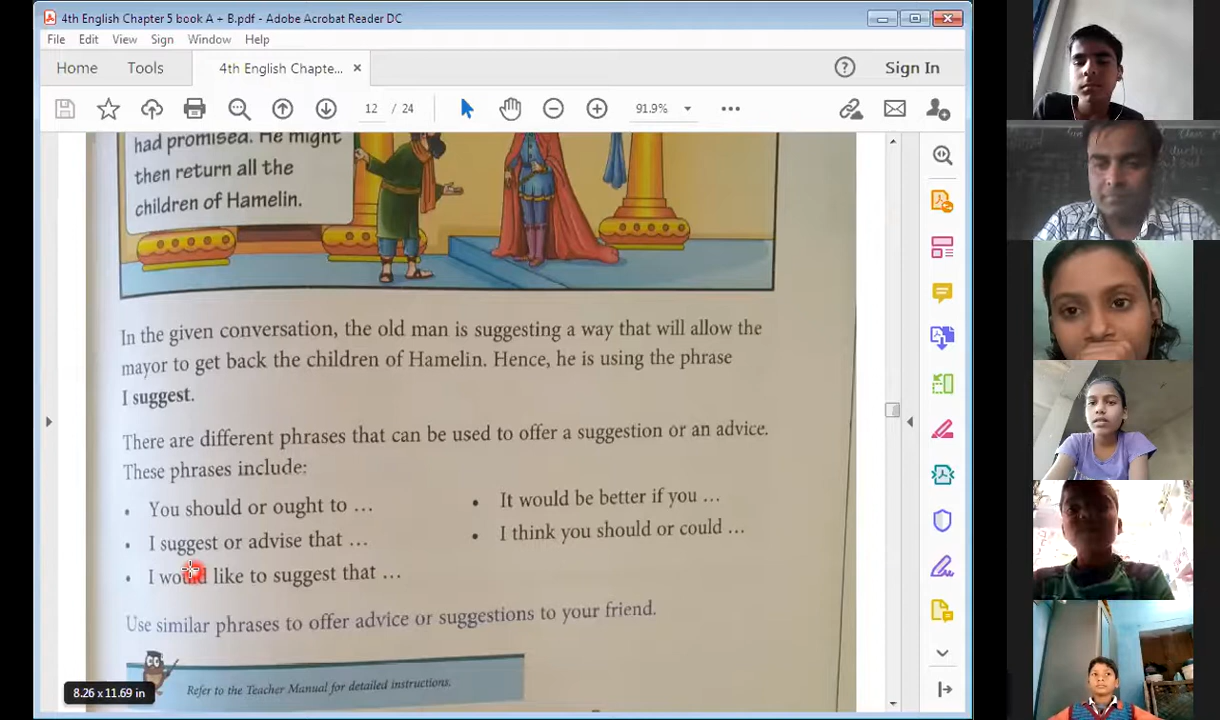 4th English Chapter 5 book A + B.pdf - Adobe Acrobat Reader DC
File Edit View Sign Window Help
Home Tools 4th English Chapte... × Sign In
12 / 24 91.9%
had promised. He might
then return all the
children of Hamelin.
In the given conversation, the old man is suggesting a way that will allow the
mayor to get back the children of Hamelin. Hence, he is using the phrase
I suggest.
There are different phrases that can be used to offer a suggestion or an advice.
These phrases include:
• You should or ought to ...
• I suggest or advise that ...
• I would like to suggest that ...
• It would be better if you ...
• I think you should or could ...
Use similar phrases to offer advice or suggestions to your friend.
Refer to the Teacher Manual for detailed instructions.
8.26 x 11.69 in